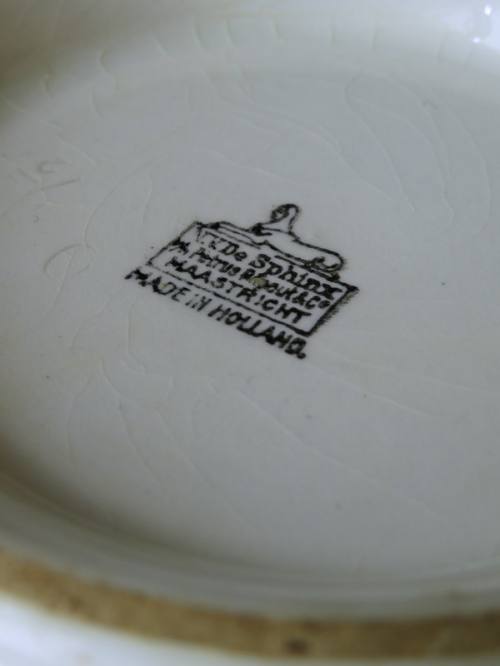 N.V. De Sphinx
v/h Petrus Regout & Co
MAASTRICHT
MADE IN HOLLAND.